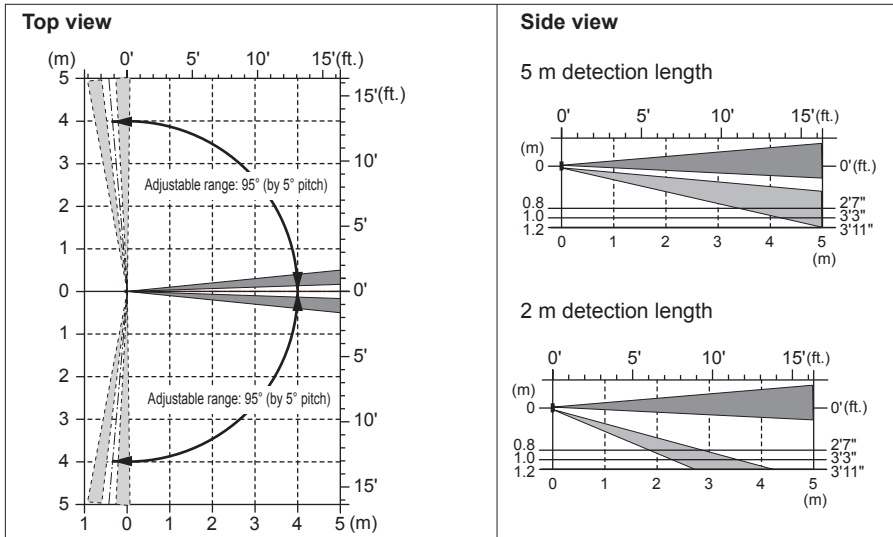 Top view
(m) 0' 5' 10' 15'(ft.)
5
15'(ft.)
4
3
10'
Adjustable range: 95° (by 5° pitch)
2
5'
1
0 0'
1
5'
2
Adjustable range: 95° (by 5° pitch)
3
10'
4
15'
5
1 0 1 2 3 4 5 (m)
Side view
5 m detection length
0' 5' 10' 15'(ft.)
(m)
0 0'(ft.)
0.8 2'7"
1.0 3'3"
1.2 3'11"
0 1 2 3 4 5
(m)
2 m detection length
0' 5' 10' 15'(ft.)
(m)
0 0'(ft.)
0.8 2'7"
1.0 3'3"
1.2 3'11"
0 1 2 3 4 5
(m)